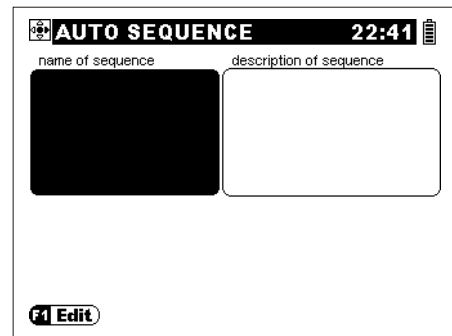 AUTO SEQUENCE 22:41
name of sequence description of sequence
F1 Edit